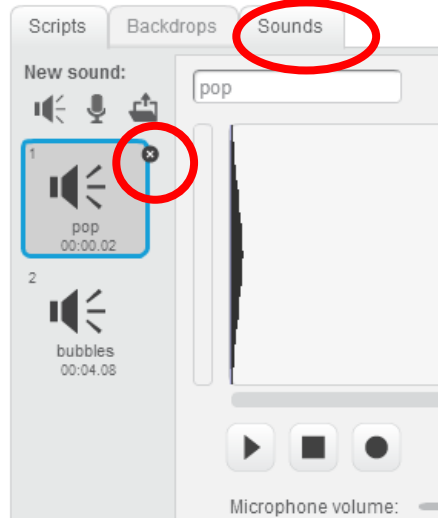 Scripts Backdrops Sounds
New sound:
pop
1
pop
00:00.02
2
bubbles
00:04.08
Microphone volume: